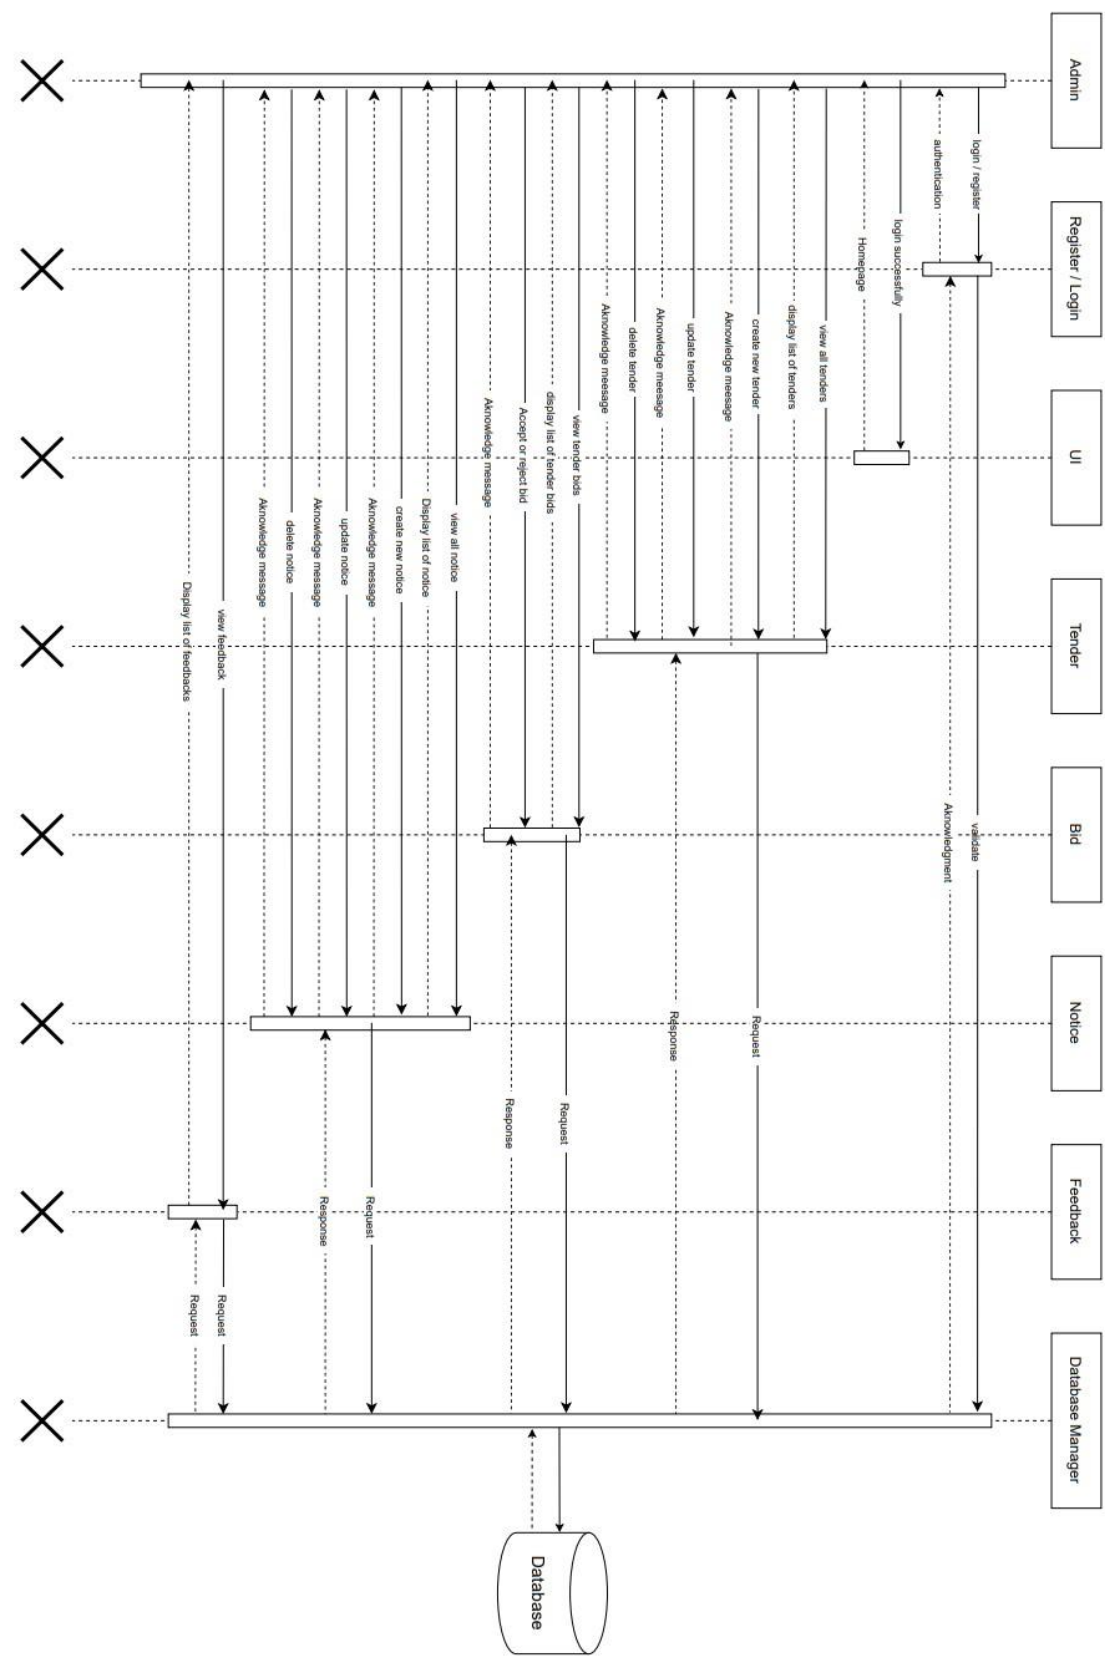 Admin
Register / Login
UI
Tender
Bid
Notice
Feedback
Database Manager
login / register
validate
Aknowledgment
authentication
login successfully
Homepage
view all tenders
display list of tenders
create new tender
Request
Aknowledge meesage
update tender
Response
Aknowledge meesage
delete tender
Aknowledge meesage
view tender bids
Request
display list of tender bids
Accept or reject bid
Response
Aknowledge message
Database
view all notice
Display list of notice
create new notice
Aknowledge message
Request
update notice
Aknowledge message
Response
delete notice
Aknowledge message
view feedback
Request
Display list of feedbacks
Request